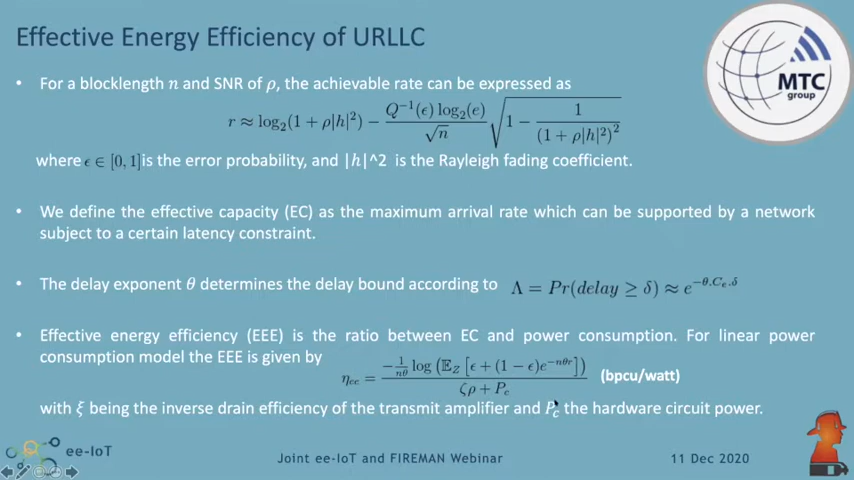 Effective Energy Efficiency of URLLC
MTC
group
• For a blocklength n and SNR of ρ, the achievable rate can be expressed as
r ≈ log₂(1 + ρ|h|²) − Q⁻¹(ϵ) log₂(e) / √n √(1 − 1 / (1 + ρ|h|²)²)
where ϵ ∈ [0, 1] is the error probability, and |h|^2 is the Rayleigh fading coefficient.
• We define the effective capacity (EC) as the maximum arrival rate which can be supported by a network
subject to a certain latency constraint.
• The delay exponent θ determines the delay bound according to Λ = Pr(delay ≥ δ) ≈ e^{−θ.Cₑ.δ}
• Effective energy efficiency (EEE) is the ratio between EC and power consumption. For linear power
consumption model the EEE is given by
η_{ee} = −1/(nθ) log (𝔼_Z [ϵ + (1 − ϵ)e^{−nθr}]) / (ζρ + P_c) (bpcu/watt)
with ξ being the inverse drain efficiency of the transmit amplifier and P_c the hardware circuit power.
ee-IoT
Joint ee-IoT and FIREMAN Webinar
11 Dec 2020